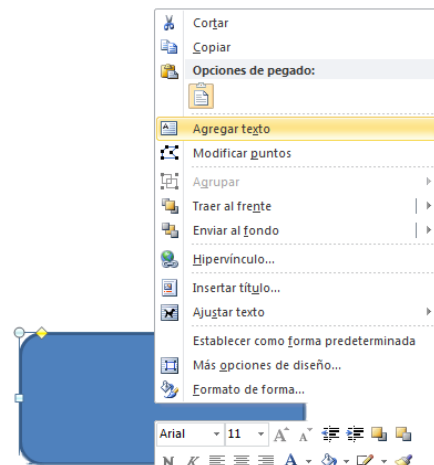 Cortar
Copiar
Opciones de pegado:
Agregar texto
Modificar puntos
Agrupar
Traer al frente
Enviar al fondo
Hipervínculo...
Insertar título...
Ajustar texto
Establecer como forma predeterminada
Más opciones de diseño...
Formato de forma...
Arial 11 A A
N K A